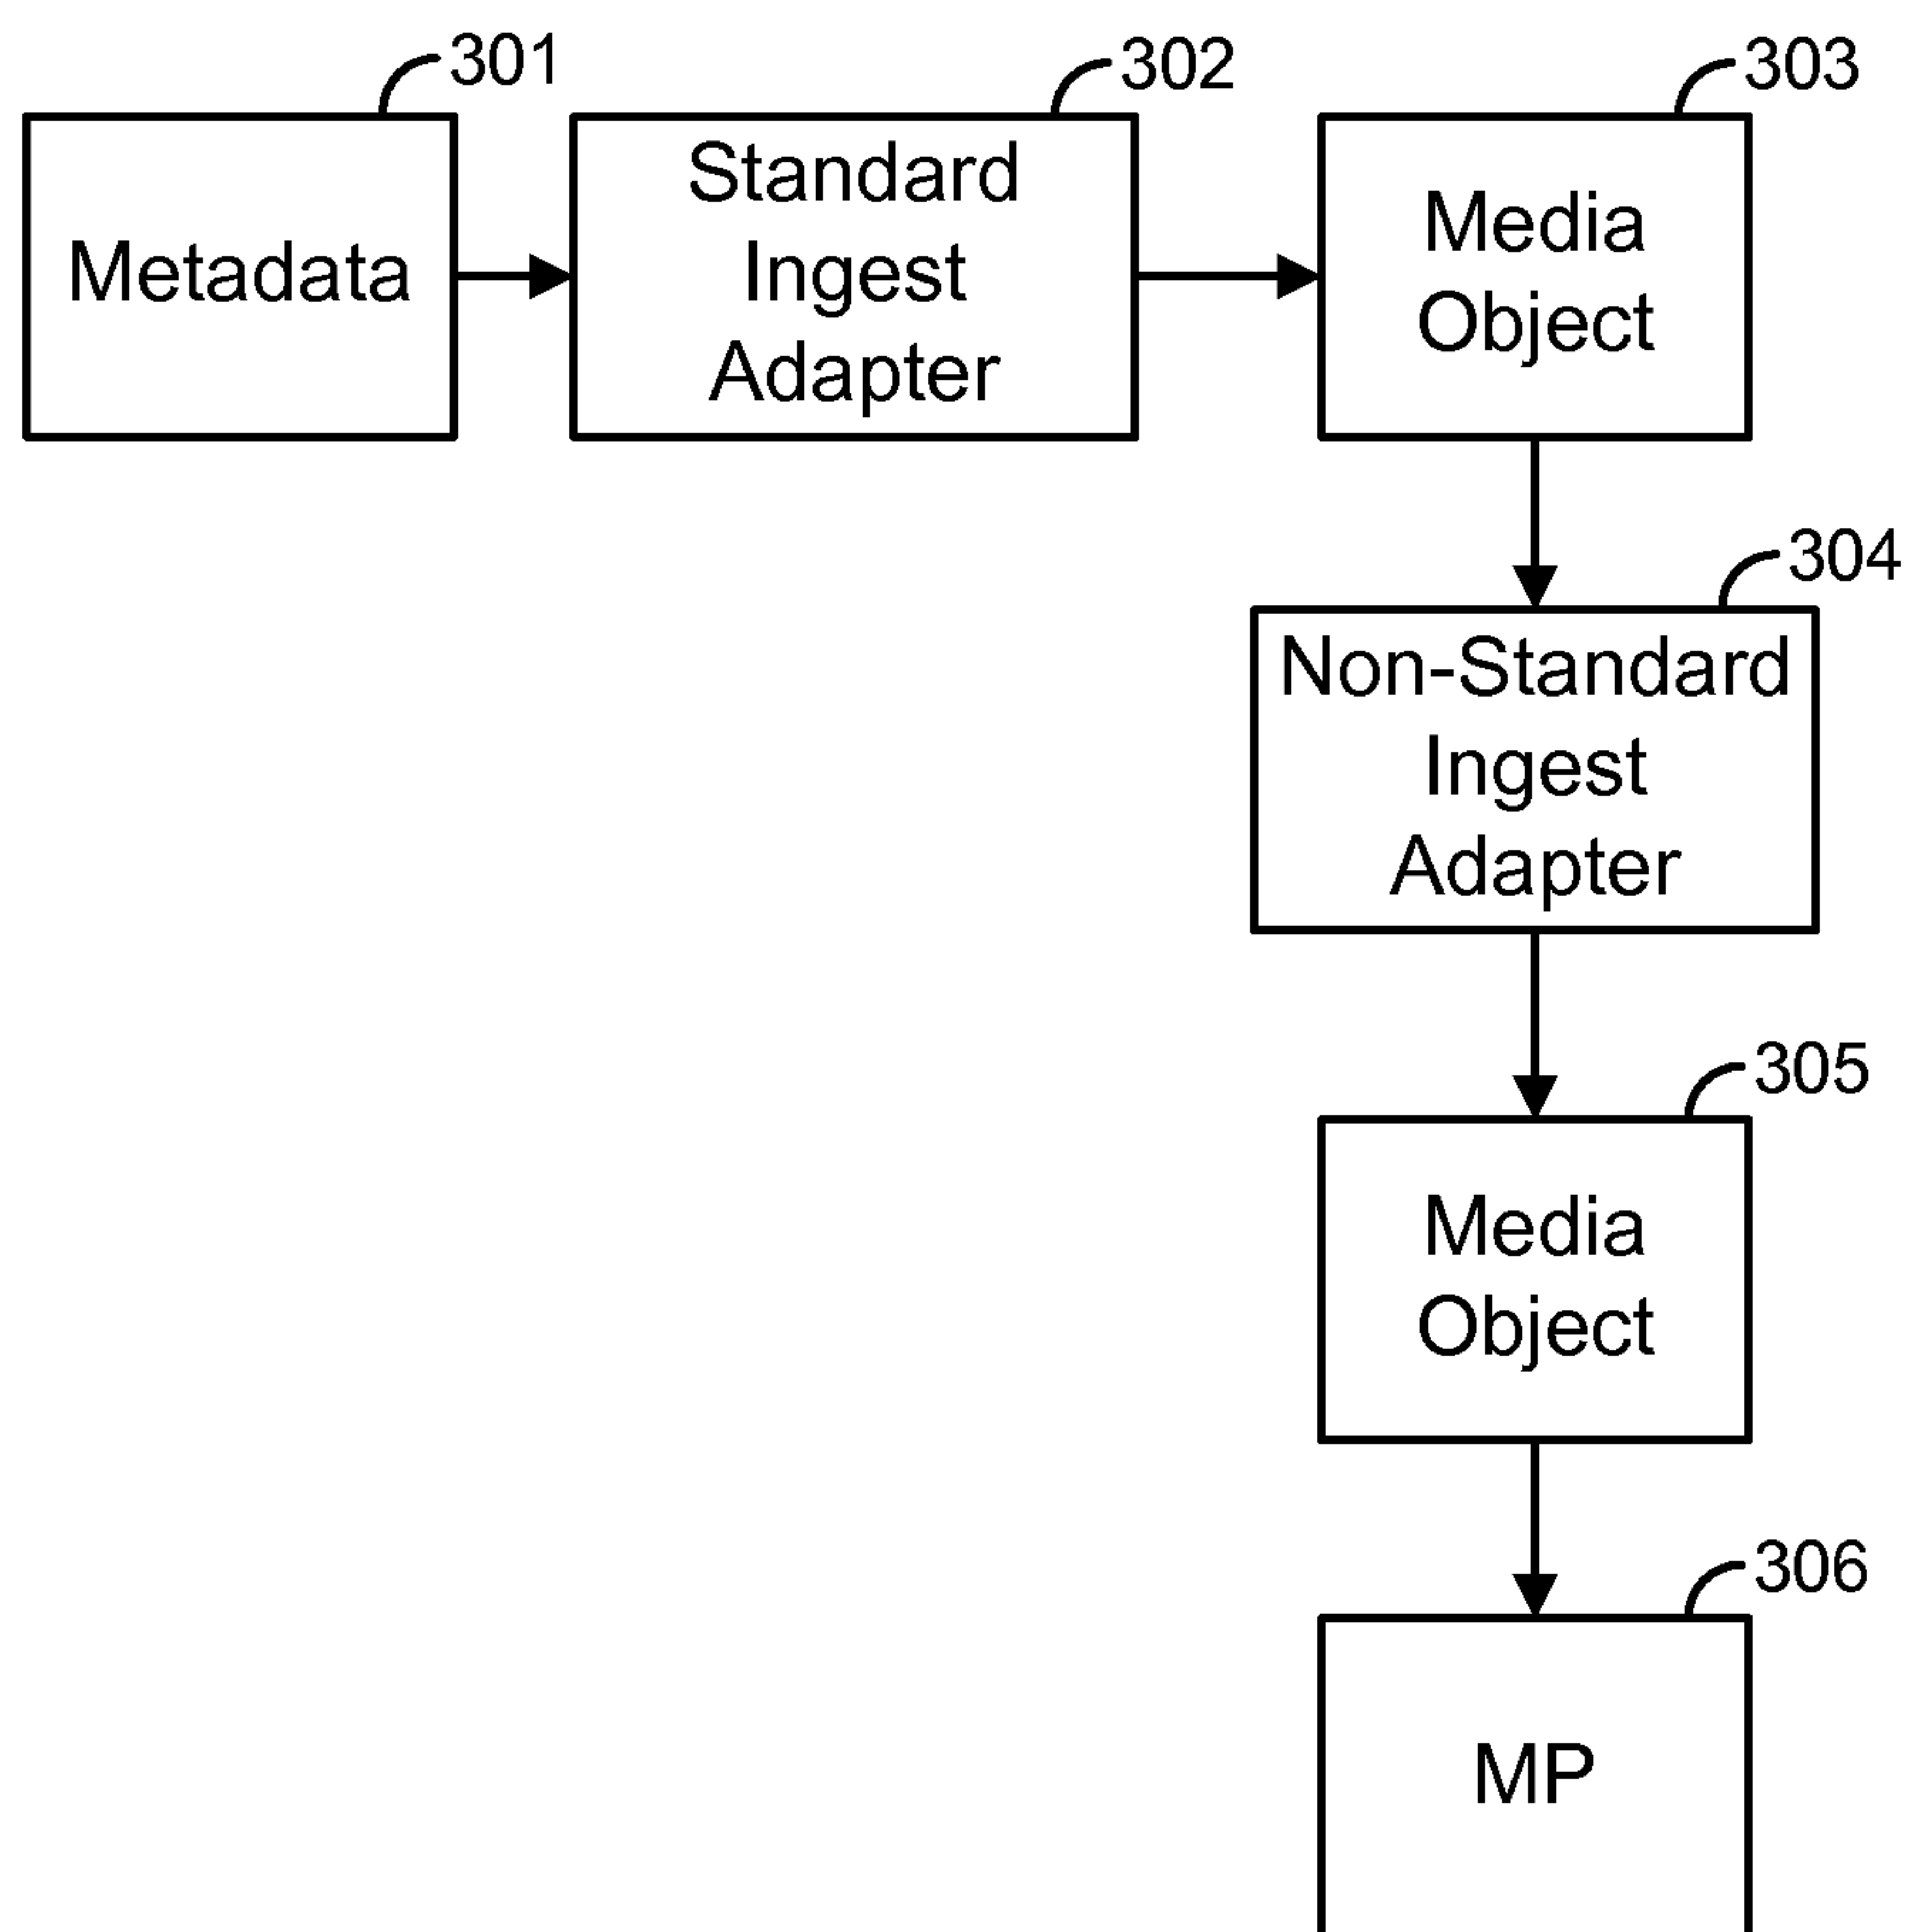 301
Metadata
302
Standard
Ingest
Adapter
303
Media
Object
304
Non-Standard
Ingest
Adapter
305
Media
Object
306
MP